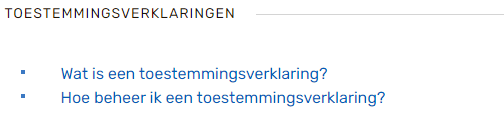 TOESTEMMINGSVERKLARINGEN
Wat is een toestemmingsverklaring?
Hoe beheer ik een toestemmingsverklaring?